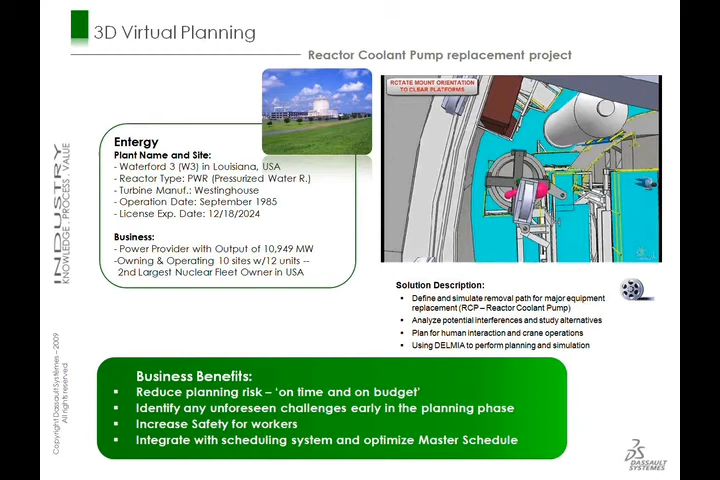 3D Virtual Planning
Reactor Coolant Pump replacement project
ROTATE MOUNT ORIENTATION
TO CLEAR PLATFORMS
Entergy
Plant Name and Site:
- Waterford 3 (W3) in Louisiana, USA
- Reactor Type: PWR (Pressurized Water R.)
- Turbine Manuf.: Westinghouse
- Operation Date: September 1985
- License Exp. Date: 12/18/2024
Business:
- Power Provider with Output of 10,949 MW
-Owning & Operating 10 sites w/12 units --
2nd Largest Nuclear Fleet Owner in USA
INDUSTRY
KNOWLEDGE, PROCESS, VALUE
Solution Description:
▪ Define and simulate removal path for major equipment
replacement (RCP – Reactor Coolant Pump)
▪ Analyze potential interferences and study alternatives
▪ Plan for human interaction and crane operations
▪ Using DELMIA to perform planning and simulation
Business Benefits:
▪ Reduce planning risk – ‘on time and on budget’
▪ Identify any unforeseen challenges early in the planning phase
▪ Increase Safety for workers
▪ Integrate with scheduling system and optimize Master Schedule
Copyright Dassault Systèmes – 2009
All rights reserved
DASSAULT
SYSTEMES